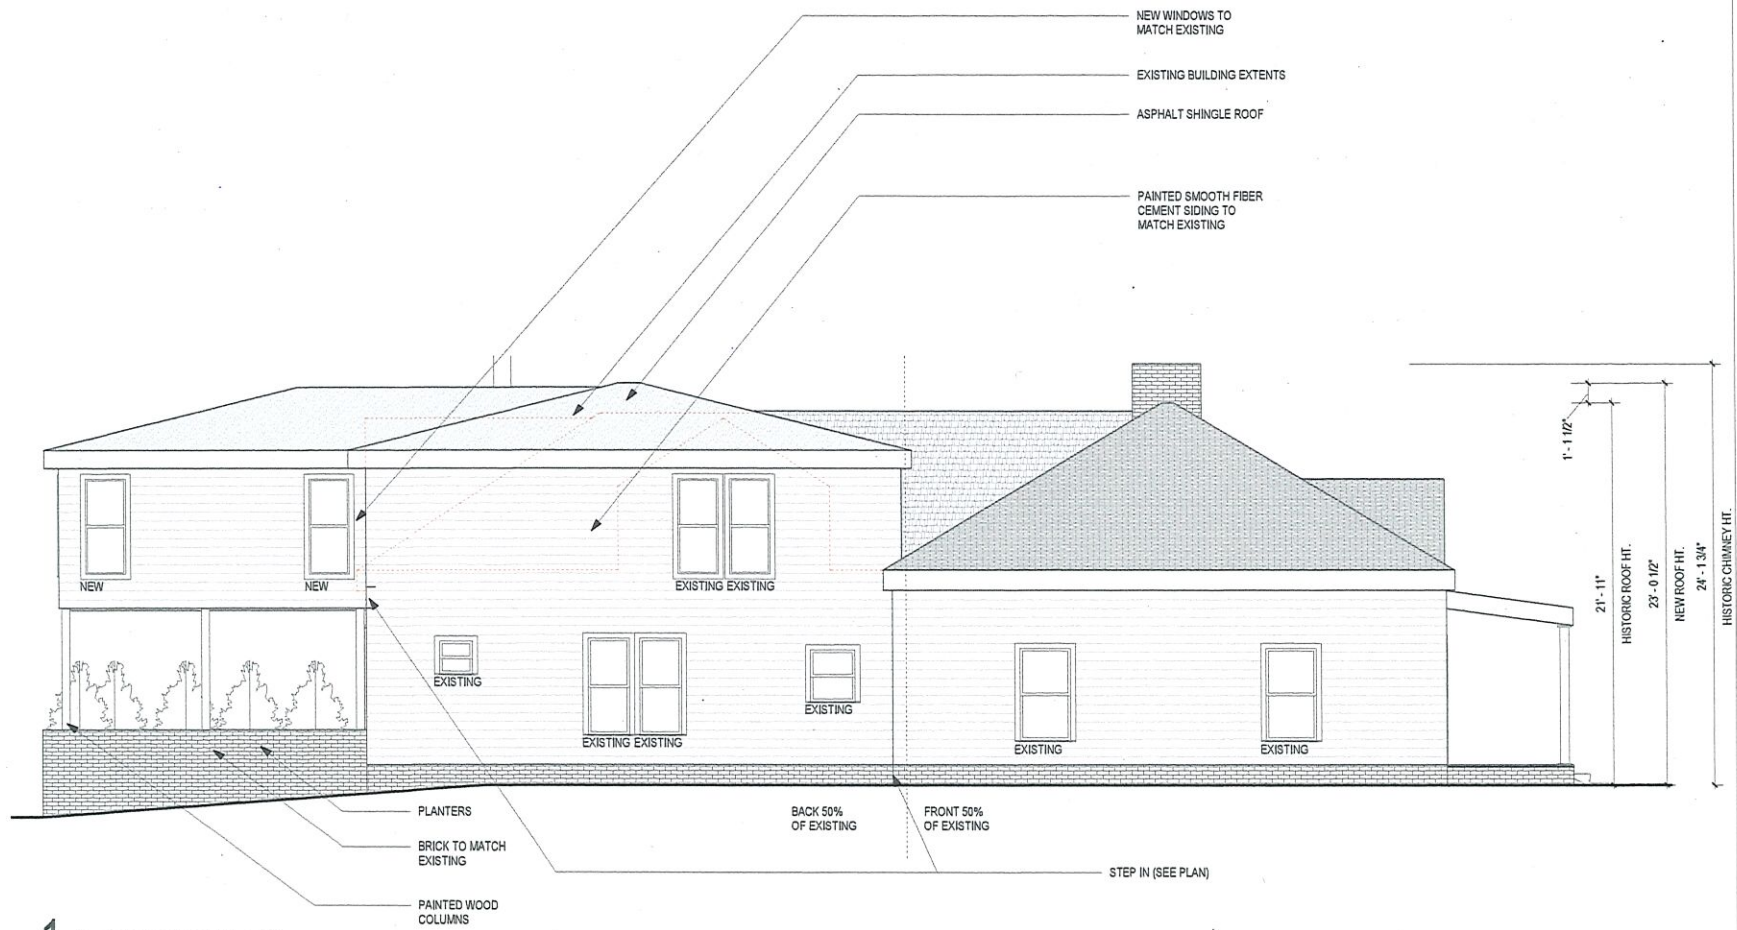 NEW WINDOWS TO
MATCH EXISTING
EXISTING BUILDING EXTENTS
ASPHALT SHINGLE ROOF
PAINTED SMOOTH FIBER
CEMENT SIDING TO
MATCH EXISTING
1' - 1 1/2"
21' - 11"
HISTORIC ROOF HT.
23' - 0 1/2"
NEW ROOF HT.
24' - 1 3/4"
HISTORIC CHIMNEY HT.
NEW
NEW
EXISTING EXISTING
EXISTING
EXISTING EXISTING
EXISTING
EXISTING
EXISTING
PLANTERS
BRICK TO MATCH
EXISTING
BACK 50%
OF EXISTING
FRONT 50%
OF EXISTING
STEP IN (SEE PLAN)
PAINTED WOOD
COLUMNS